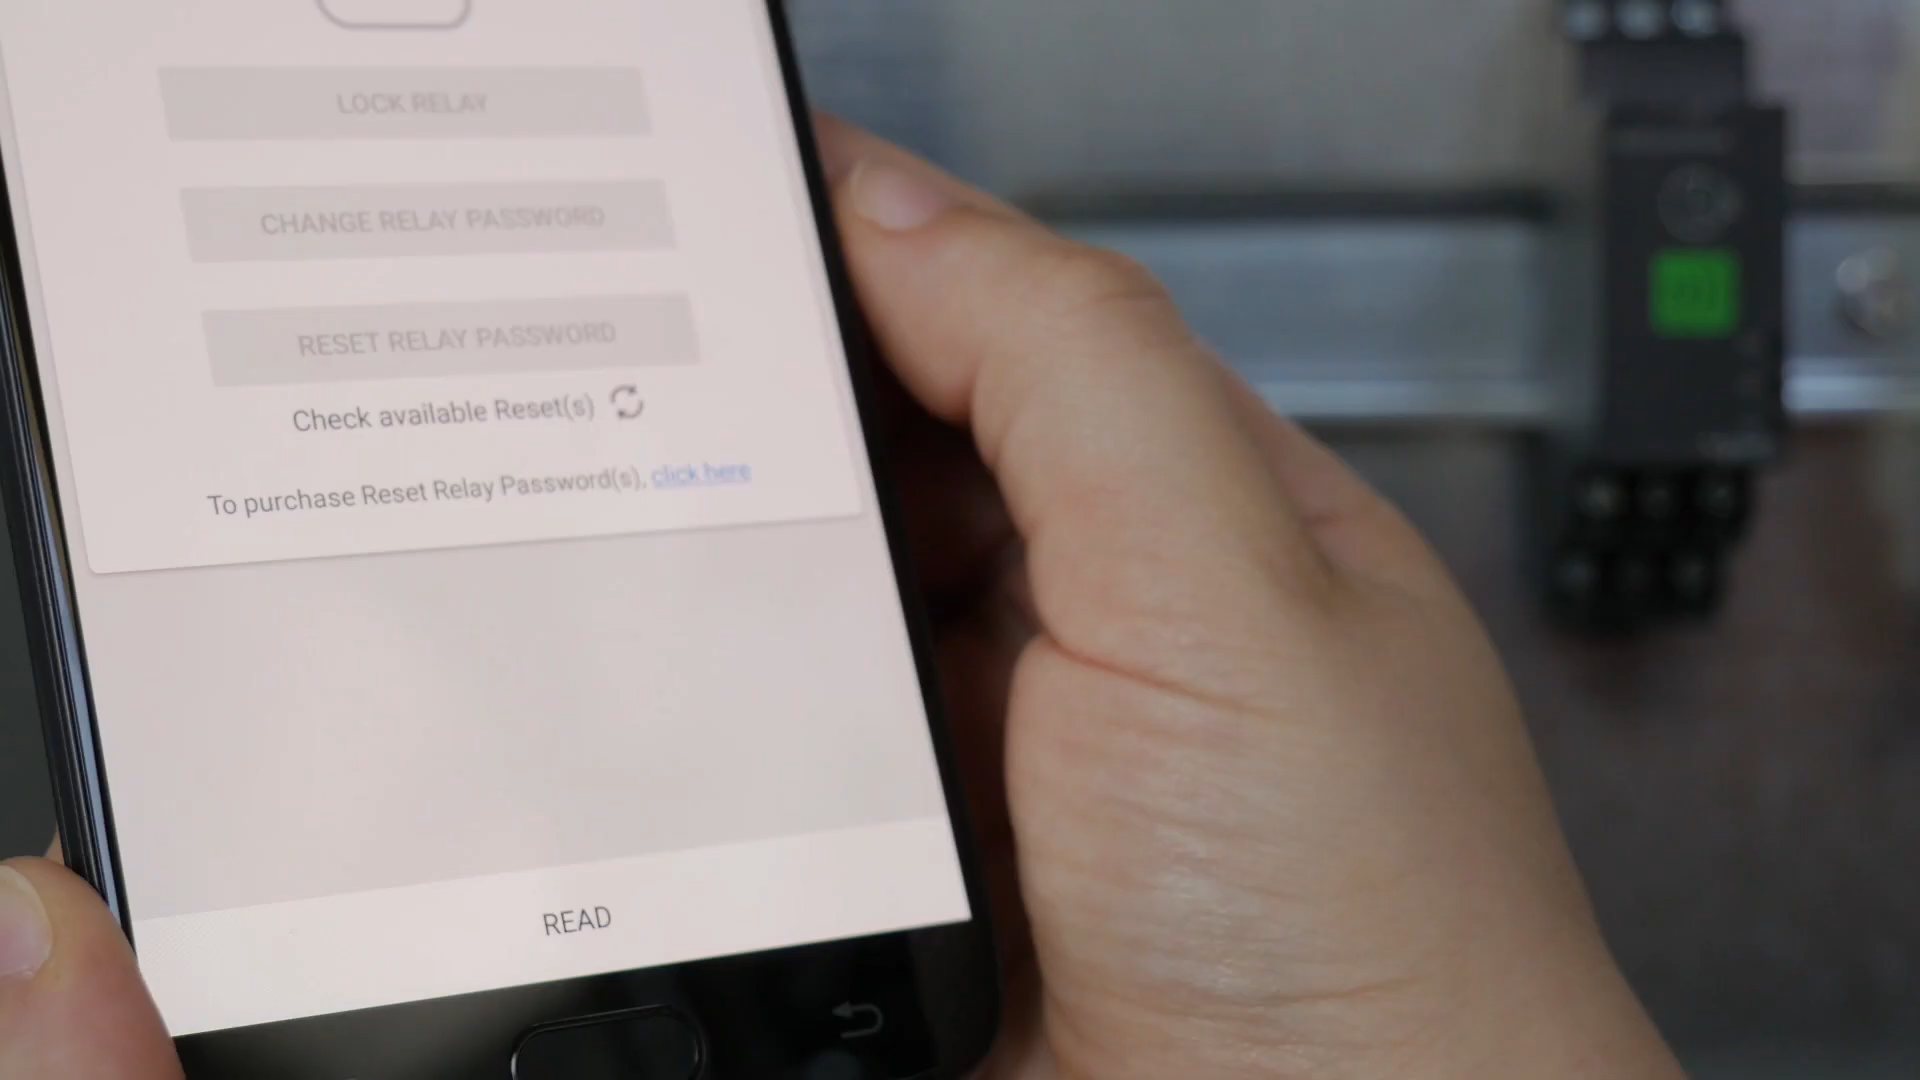 LOCK RELAY
CHANGE RELAY PASSWORD
RESET RELAY PASSWORD
Check available Reset(s)
To purchase Reset Relay Password(s), click here
READ